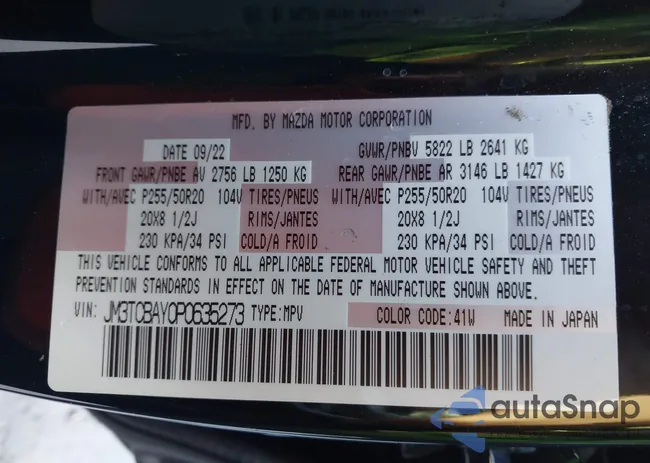 MFD. BY MAZDA MOTOR CORPORATION
DATE 09/22 GVWR/PNBV 5822 LB 2641 KG
FRONT GAWR/PNBE AV 2756 LB 1250 KG REAR GAWR/PNBE AR 3146 LB 1427 KG
WITH/AVEC P255/50R20 104V TIRES/PNEUS WITH/AVEC P255/50R20 104V TIRES/PNEUS
20X8 1/2J RIMS/JANTES 20X8 1/2J RIMS/JANTES
230 KPA/34 PSI COLD/A FROID 230 KPA/34 PSI COLD/A FROID
THIS VEHICLE CONFORMS TO ALL APPLICABLE FEDERAL MOTOR VEHICLE SAFETY AND THEFT
PREVENTION STANDARDS IN EFFECT ON THE DATE OF MANUFACTURE SHOWN ABOVE.
VIN: JM3TCBAY0P0635273 TYPE:MPV COLOR CODE:41W MADE IN JAPAN
autaSnap